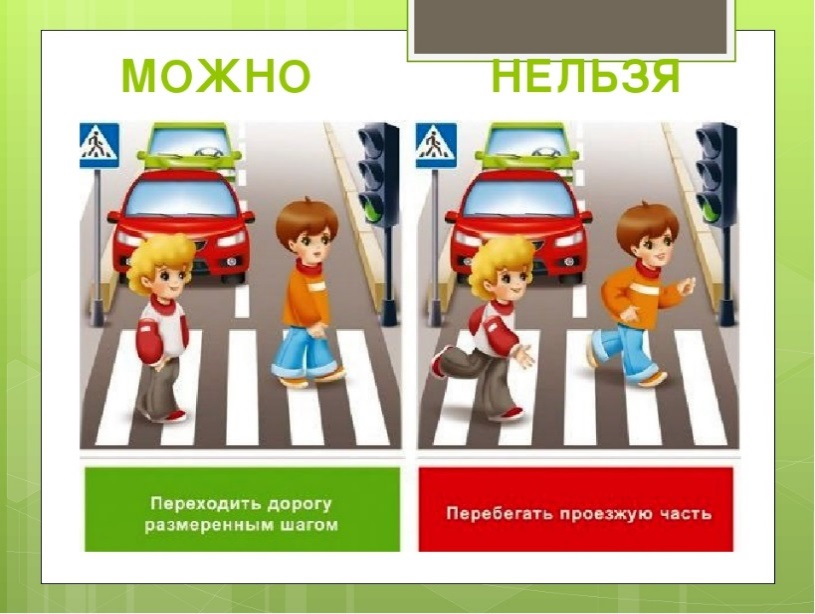 МОЖНО НЕЛЬЗЯ
Переходить дорогу
размеренным шагом
Перебегать проезжую часть